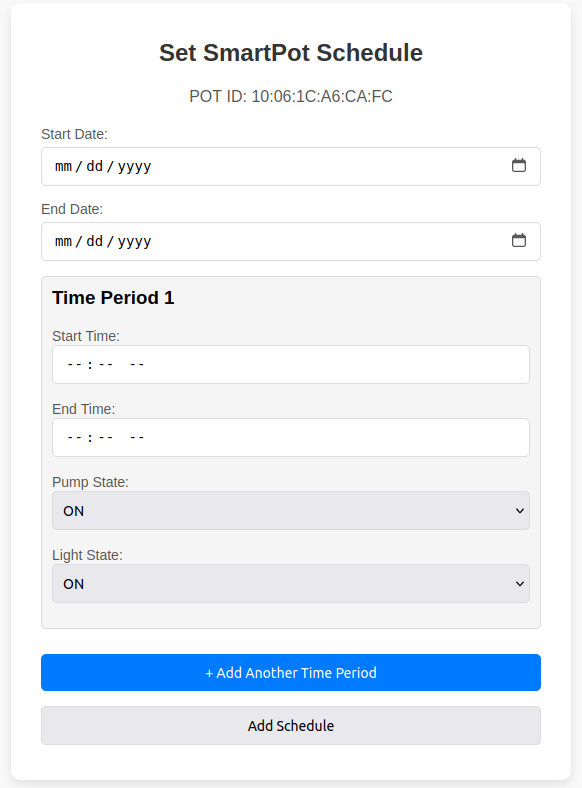 Set SmartPot Schedule
POT ID: 10:06:1C:A6:CA:FC
Start Date:
mm/dd/yyyy
End Date:
mm/dd/yyyy
Time Period 1
Start Time:
--:-- --
End Time:
--:-- --
Pump State:
ON
Light State:
ON
+ Add Another Time Period
Add Schedule